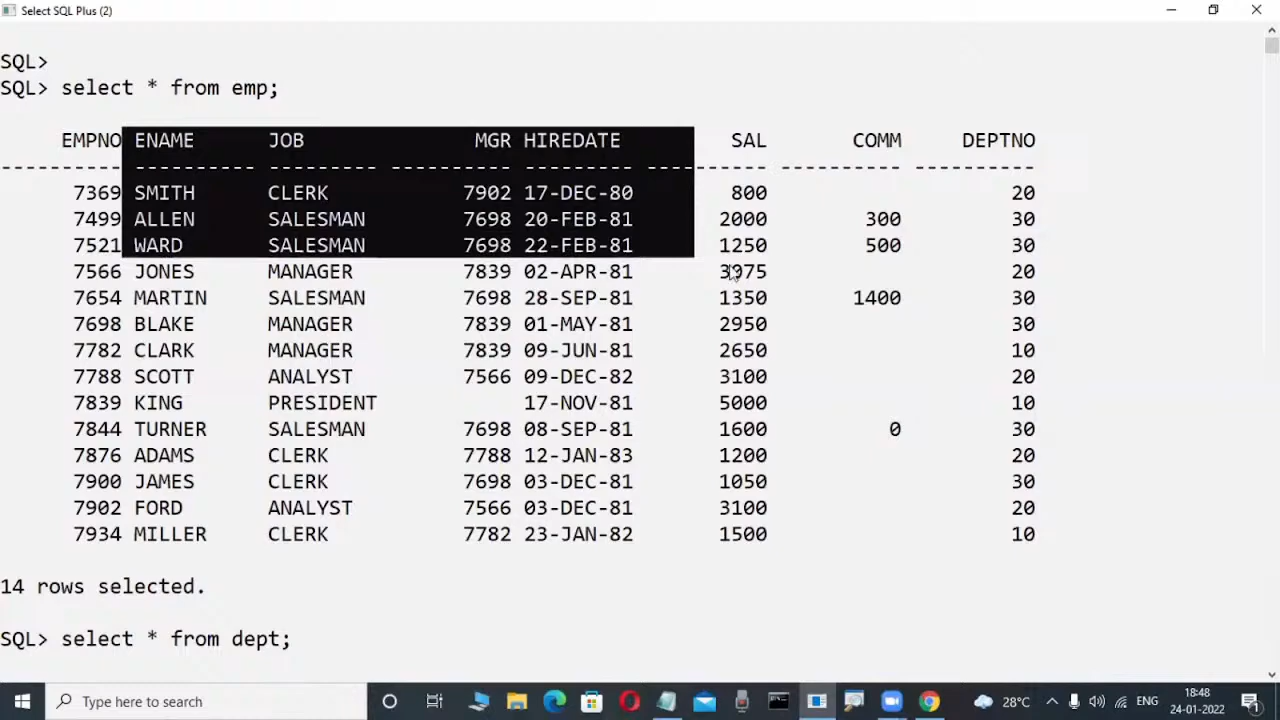 Select SQL Plus (2)
SQL>
SQL> select * from emp;
EMPNO ENAME JOB MGR HIREDATE SAL COMM DEPTNO
---------- ---------- --------- ---------- --------- ---------- ---------- ----------
7369 SMITH CLERK 7902 17-DEC-80 800 20
7499 ALLEN SALESMAN 7698 20-FEB-81 2000 300 30
7521 WARD SALESMAN 7698 22-FEB-81 1250 500 30
7566 JONES MANAGER 7839 02-APR-81 20
7654 MARTIN SALESMAN 7698 28-SEP-81 1350 1400 30
7698 BLAKE MANAGER 7839 01-MAY-81 2950 30
7782 CLARK MANAGER 7839 09-JUN-81 2650 10
7788 SCOTT ANALYST 7566 09-DEC-82 3100 20
7839 KING PRESIDENT 17-NOV-81 5000 10
7844 TURNER SALESMAN 7698 08-SEP-81 1600 0 30
7876 ADAMS CLERK 7788 12-JAN-83 1200 20
7900 JAMES CLERK 7698 03-DEC-81 1050 30
7902 FORD ANALYST 7566 03-DEC-81 3100 20
7934 MILLER CLERK 7782 23-JAN-82 1500 10
14 rows selected.
SQL> select * from dept;
Type here to search
28°C
ENG
18:48
24-01-2022
1